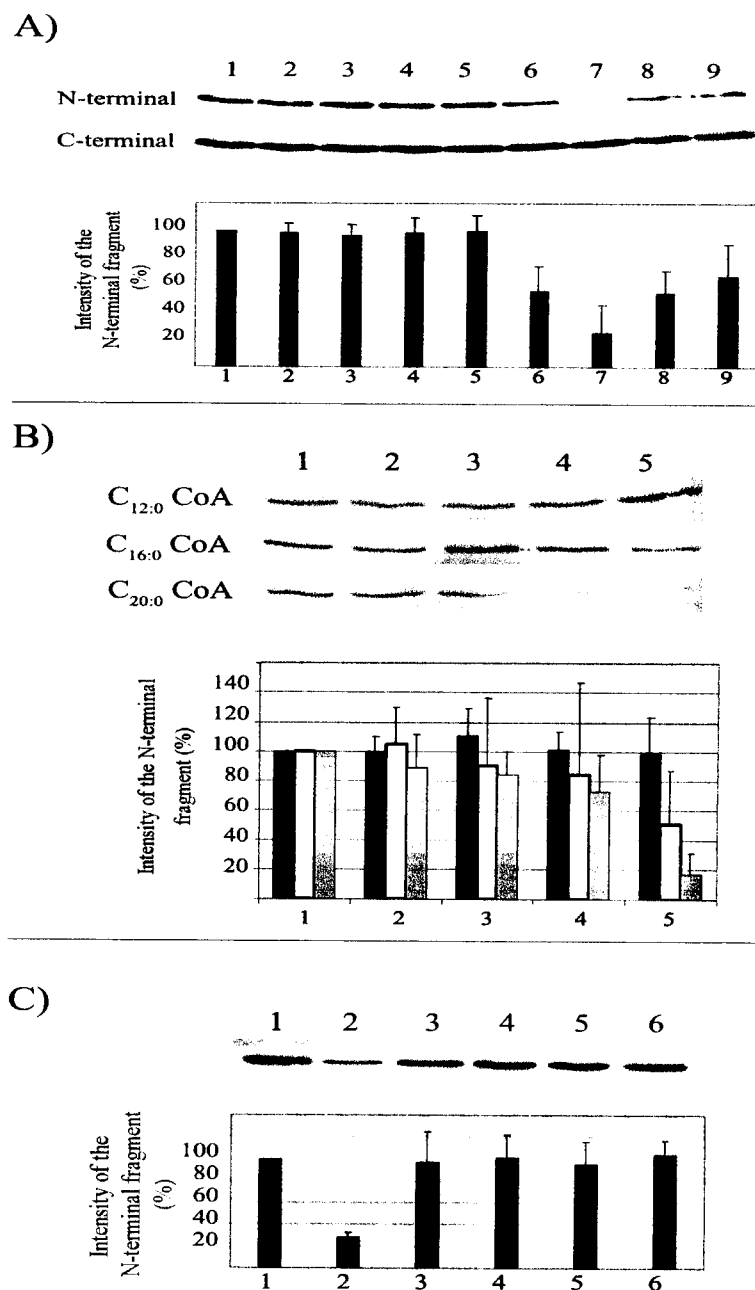 A)
1 2 3 4 5 6 7 8 9
N-terminal
C-terminal
Intensity of the
N-terminal fragment
(%)
100
80
60
40
20
1 2 3 4 5 6 7 8 9
B)
1 2 3 4 5
C12:0 CoA
C16:0 CoA
C20:0 CoA
Intensity of the N-terminal
fragment (%)
140
120
100
80
60
40
20
1 2 3 4 5
C)
1 2 3 4 5 6
Intensity of the
N-terminal fragment
(%)
100
80
60
40
20
1 2 3 4 5 6